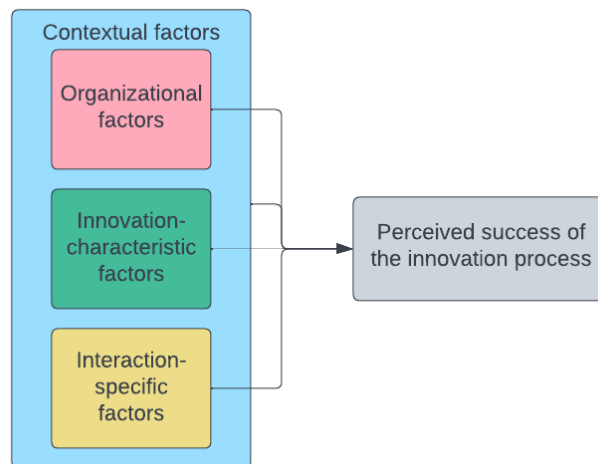 Contextual factors
Organizational
factors
Innovation-
characteristic
factors
Interaction-
specific
factors
Perceived success of
the innovation process